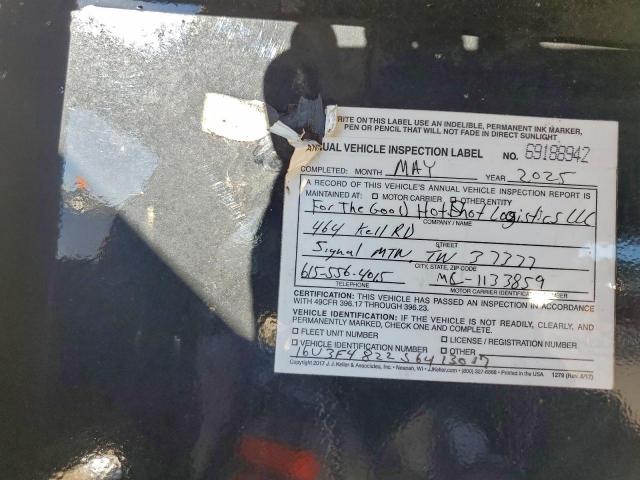 RITE ON THIS LABEL USE AN INDELIBLE, PERMANENT INK MARKER,
PEN OR PENCIL THAT WILL NOT FADE IN DIRECT SUNLIGHT.
ANNUAL VEHICLE INSPECTION LABEL NO. 69188942
COMPLETED: MONTH MAY YEAR 2025
A RECORD OF THIS VEHICLE'S ANNUAL VEHICLE INSPECTION REPORT IS
MAINTAINED AT: ☐ MOTOR CARRIER ☐ OTHER ENTITY
For The Good HotShot Logistics LLC
COMPANY / NAME
464 Kell RD
STREET
Signal MTN, TN 37377
CITY, STATE, ZIP CODE
615-556-4015 MC-1133859
TELEPHONE MOTOR CARRIER IDENTIFICATION NUMBER
CERTIFICATION: THIS VEHICLE HAS PASSED AN INSPECTION IN ACCORDANCE
WITH 49CFR 396.17 THROUGH 396.23.
VEHICLE IDENTIFICATION: IF THE VEHICLE IS NOT READILY, CLEARLY, AND
PERMANENTLY MARKED, CHECK ONE AND COMPLETE.
☐ FLEET UNIT NUMBER ☐ LICENSE / REGISTRATION NUMBER
☐ VEHICLE IDENTIFICATION NUMBER ☐ OTHER
Copyright 2017 J. J. Keller & Associates, Inc. • Neenah, WI • JJKeller.com • (800) 327-6868 • Printed in the USA 1279 (Rev. 4/17)